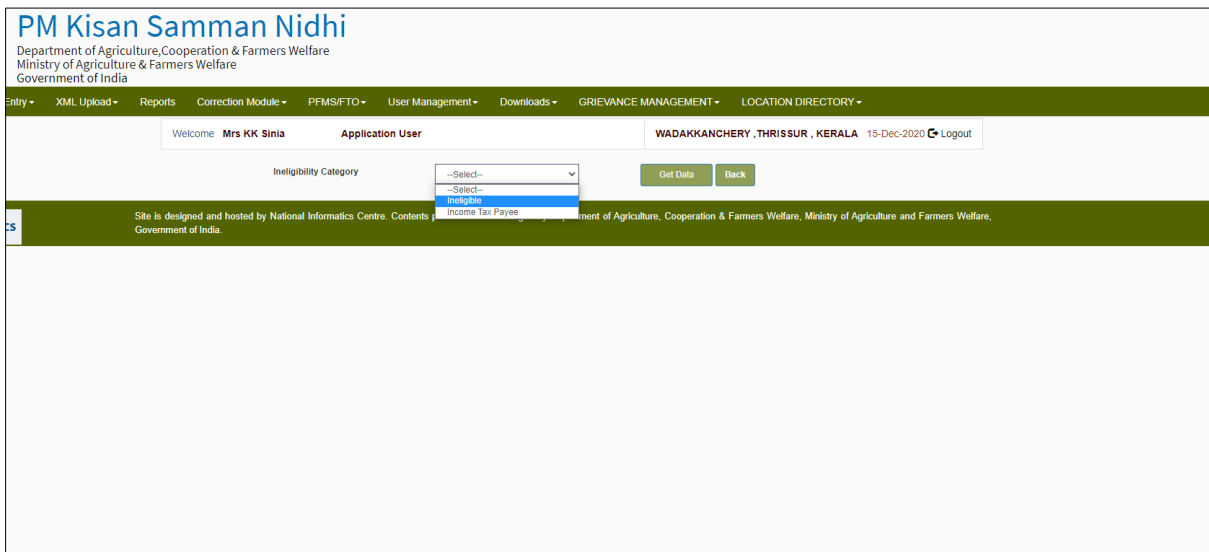 PM Kisan Samman Nidhi
Department of Agriculture,Cooperation & Farmers Welfare
Ministry of Agriculture & Farmers Welfare
Government of India
Entry XML Upload Reports Correction Module PFMS/FTO User Management Downloads GRIEVANCE MANAGEMENT LOCATION DIRECTORY
Welcome Mrs KK Sinia Application User WADAKKANCHERY ,THRISSUR , KERALA 15-Dec-2020 Logout
Ineligibility Category --Select-- Get Data Back
--Select--
Ineligible
Income Tax Payee
Site is designed and hosted by National Informatics Centre. Contents of Agriculture, Cooperation & Farmers Welfare, Ministry of Agriculture and Farmers Welfare,
Government of India.